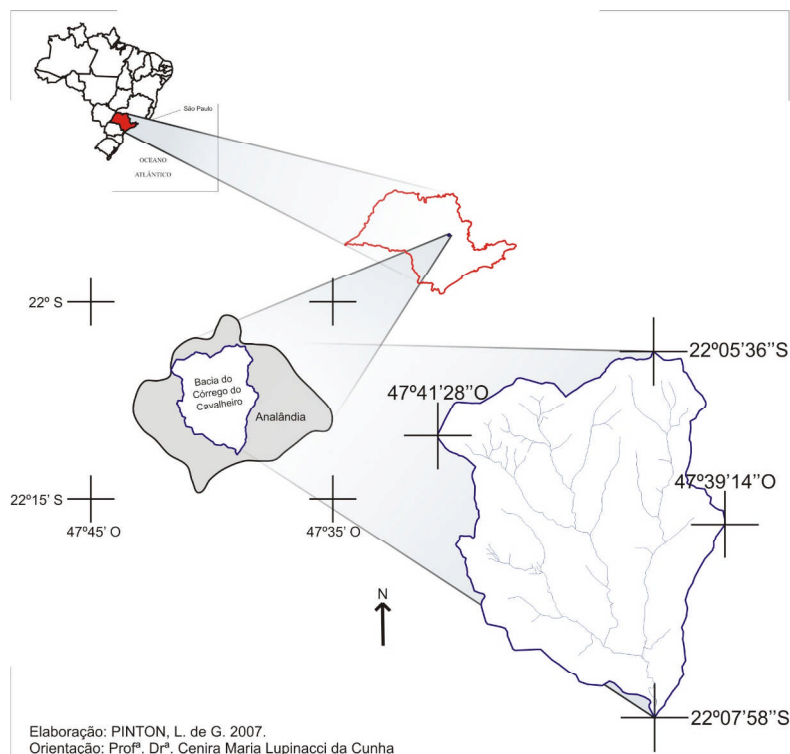 São Paulo
OCEANO
ATLÂNTICO
22º S
Bacia do
Córrego do
Cavalheiro
Analândia
22º15' S
47º45' O
47º35' O
22º05'36’’S
47º41'28’’O
47º39'14’’O
N
22º07'58’’S
Elaboração: PINTON, L. de G. 2007.
Orientação: Profª. Drª. Cenira Maria Lupinacci da Cunha